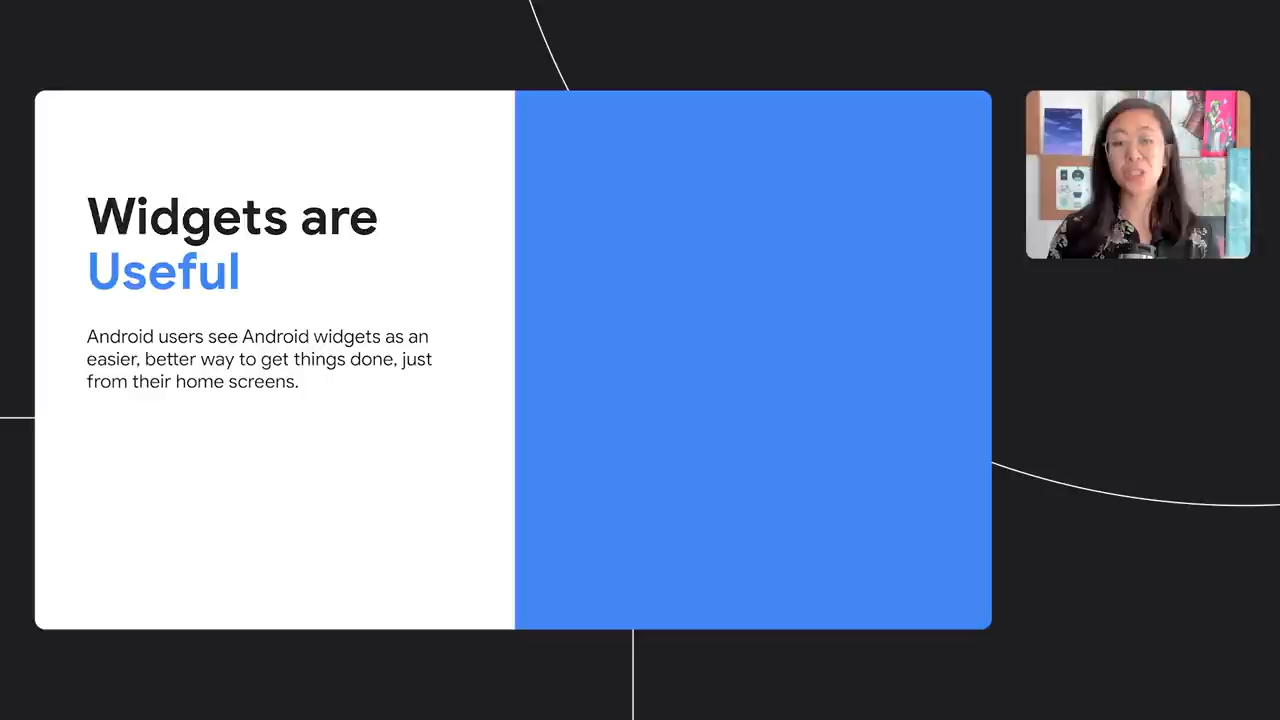 Widgets are
Useful
Android users see Android widgets as an
easier, better way to get things done, just
from their home screens.